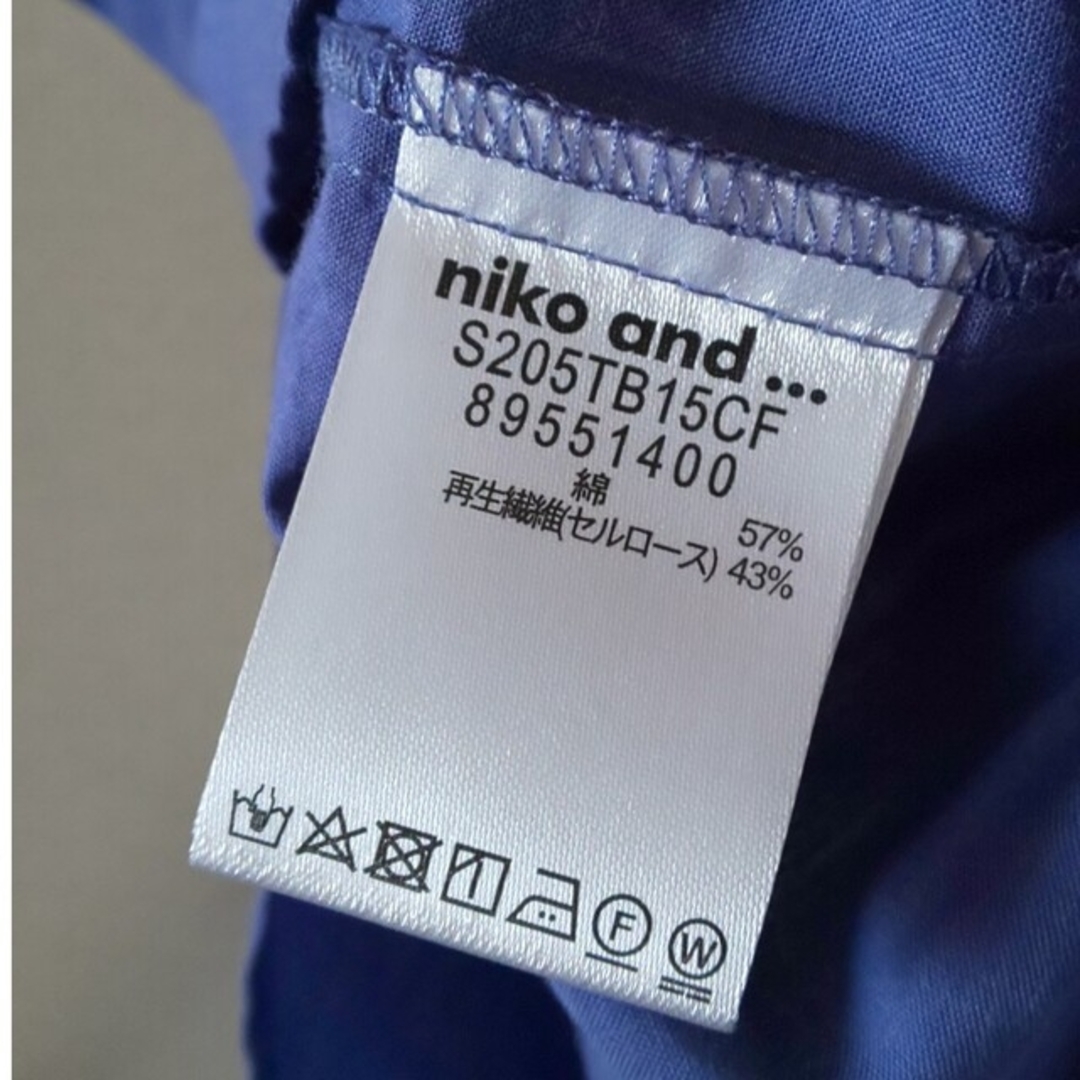 niko and ...
S205TB15CF
89551400
綿 57%
再生繊維(セルロース) 43%
F W